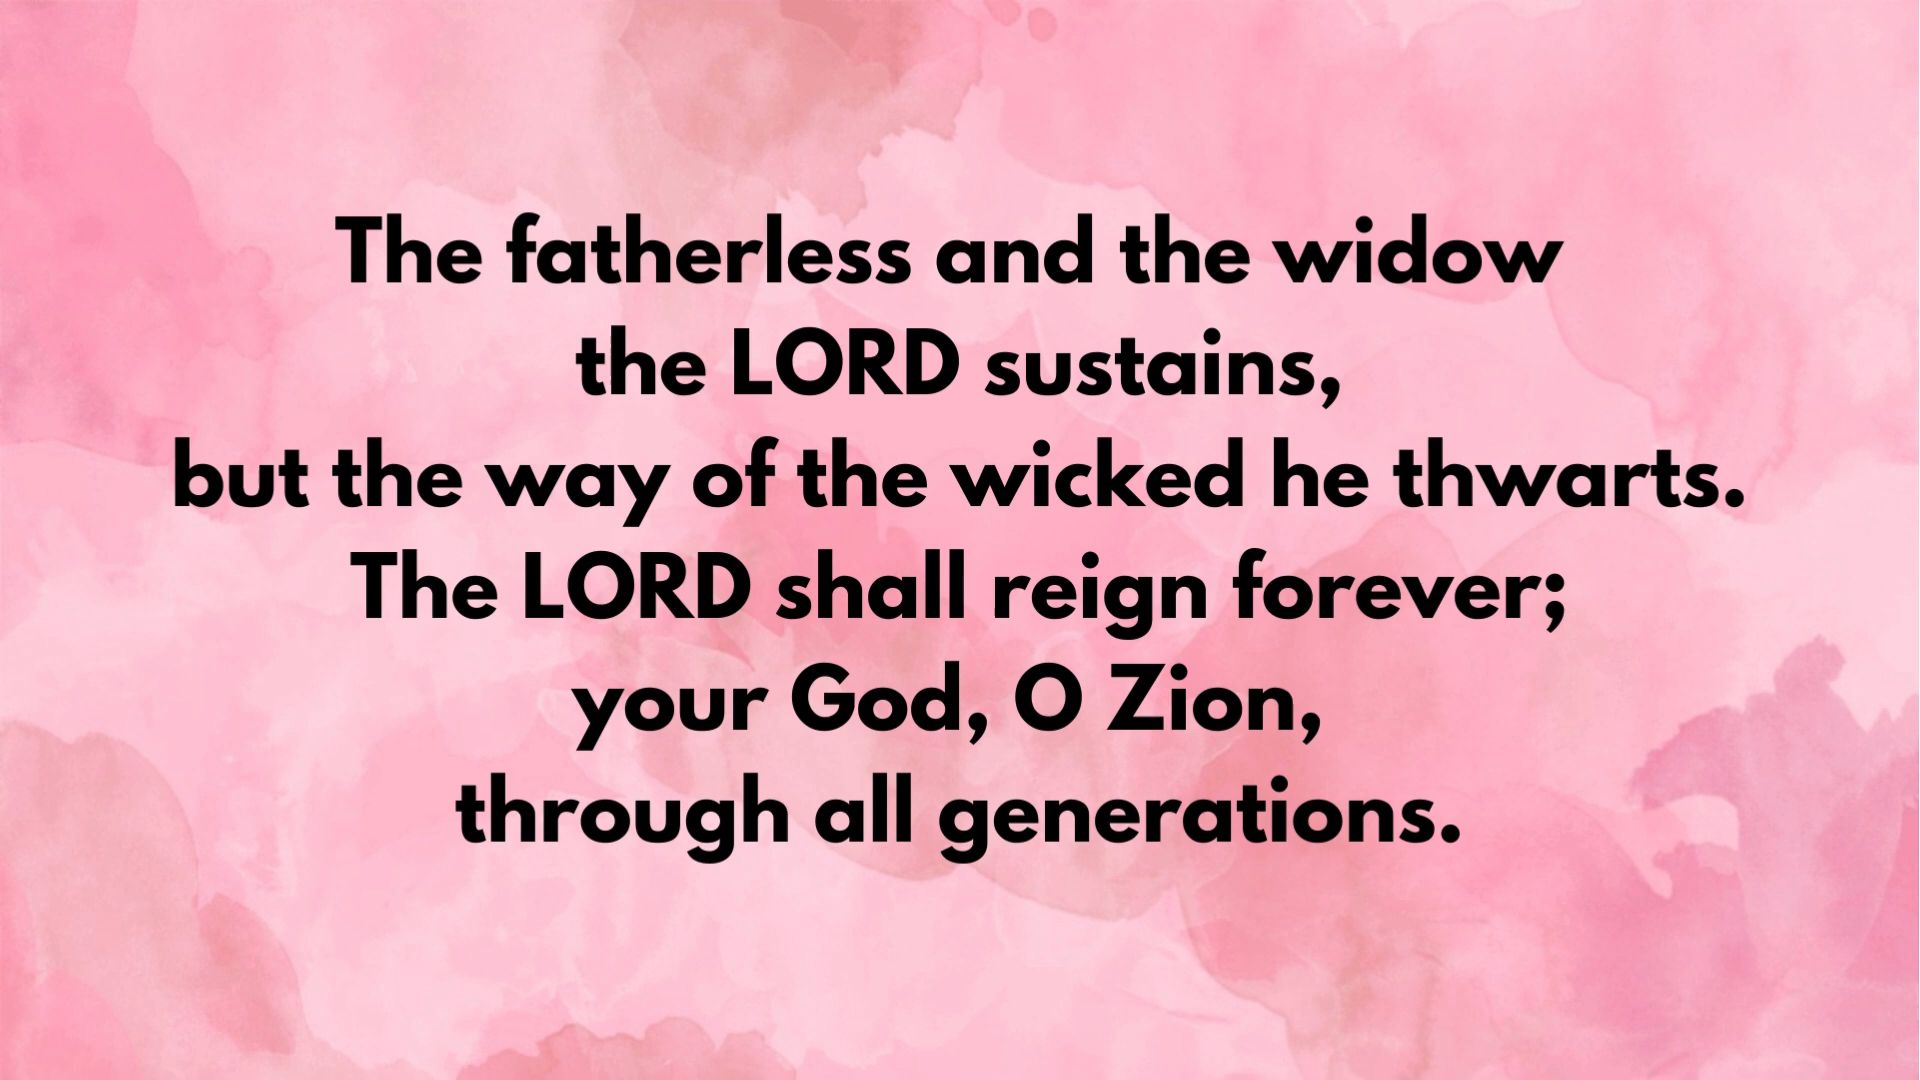 The fatherless and the widow
the LORD sustains,
but the way of the wicked he thwarts.
The LORD shall reign forever;
your God, O Zion,
through all generations.